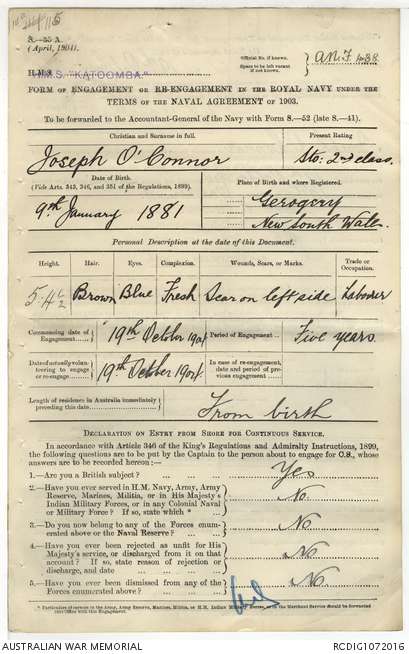 S.—55 A.
(April, 1904.)
Official No. if known.
Space to be left vacant if not known.
A.N.F.
H.M.S. "KATOOMBA."
FORM OF ENGAGEMENT OR RE-ENGAGEMENT IN THE ROYAL NAVY UNDER THE
TERMS OF THE NAVAL AGREEMENT OF 1903.
To be forwarded to the Accountant-General of the Navy with Form S.—52 (late S.—41).
Christian and Surname in full.
Present Rating
Joseph O'Connor
Sto: 2nd class.
Date of Birth
(Vide Arts. 343, 346, and 351 of the Regulations, 1899).
Place of Birth and where Registered.
9th January 1881
Gerogery
New South Wales.
Personal Description at the date of this Document.
Height.
Hair.
Eyes.
Complexion.
Wounds, Scars, or Marks.
Trade or Occupation.
5·4½
Brown
Blue
Fresh
Scar on left side
Labourer
Commencing date of Engagement
19th October 1904
Period of Engagement
Five years.
Date of actually volunteering to engage or re-engage
19th October 1904
In case of re-engagement, date and period of previous engagement
Length of residence in Australia immediately preceding this date
From birth
DECLARATION ON ENTRY FROM SHORE FOR CONTINUOUS SERVICE.
In accordance with Article 346 of the King's Regulations and Admiralty Instructions, 1899,
the following questions are to be put by the Captain to the person about to engage for C.S., whose
answers are to be recorded hereon:—
1.—Are you a British subject?
Yes
2.—Have you ever served in H.M. Navy, Army, Army
Reserve, Marines, Militia, or in His Majesty's
Indian Military Forces, or in any Colonial Naval
or Military Force? If so, state which *
No
3.—Do you now belong to any of the Forces enumerated above or the Naval Reserve?
No
4.—Have you ever been rejected as unfit for His
Majesty's service, or discharged from it on that
account? If so, state reason of rejection or
discharge, and date
No
5.—Have you ever been dismissed from any of the
Forces enumerated above?
No
AUSTRALIAN WAR MEMORIAL
RCDIG1072016